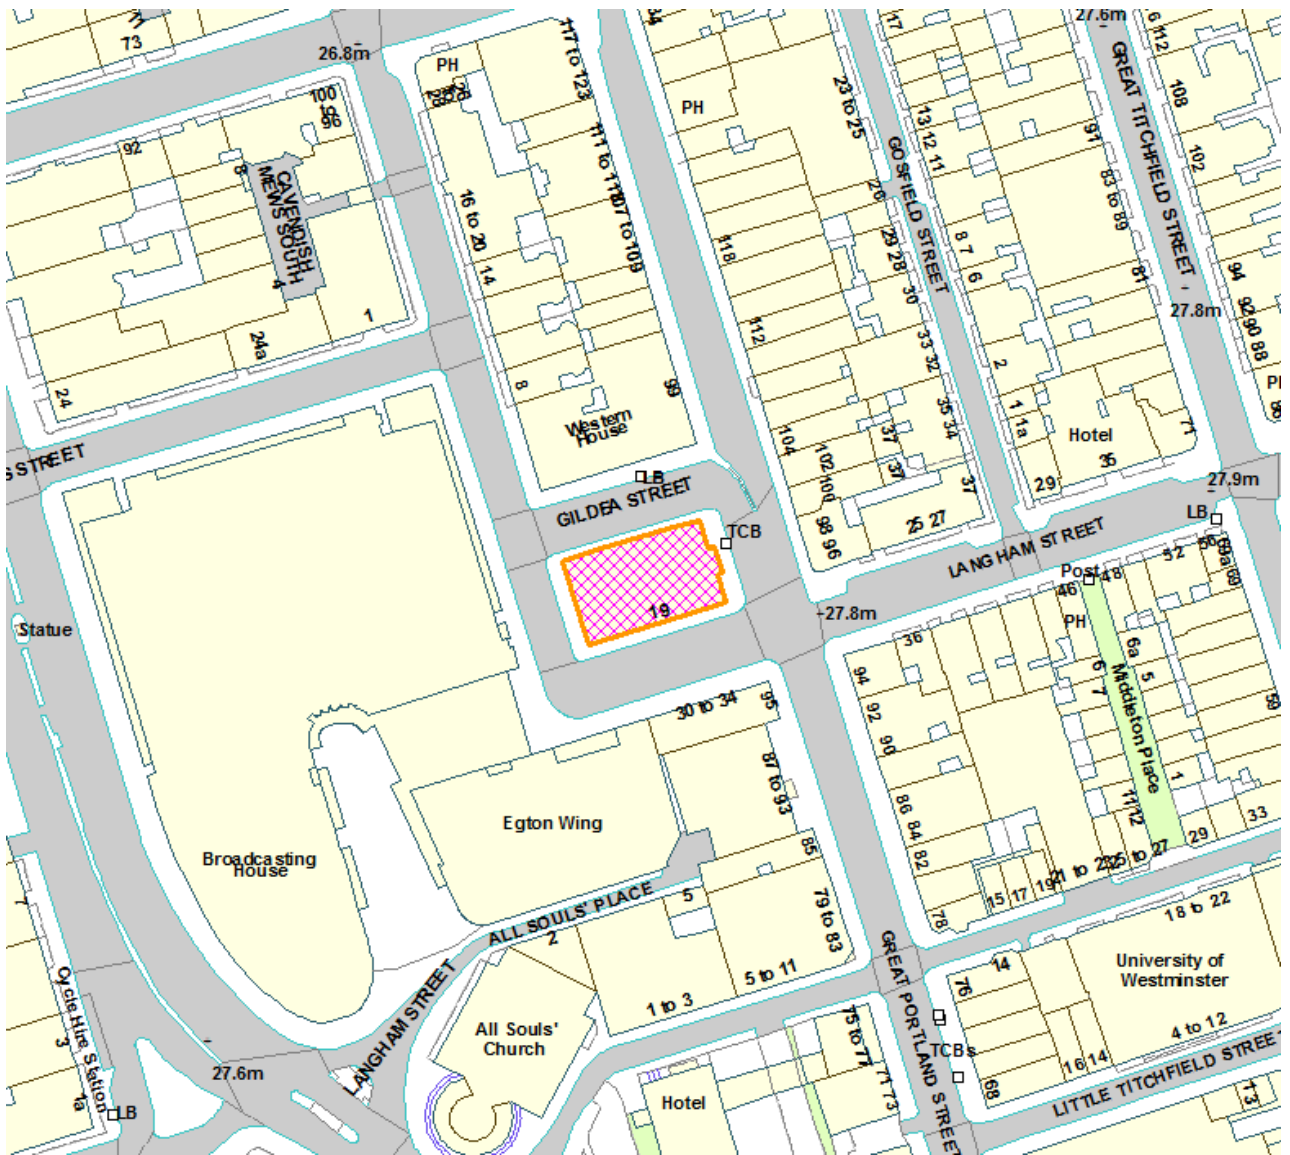 71
73
26.8m
PH
26
28
117 to 123
34
PH
17
27.6m
6
112
GREAT TITCHFIELD STREET
108
102
23 to 25
13
12
11
GOSFIELD STREET
91
83 to 89
100
96
92
8
CAVENDISH
MEWS SOUTH
4
16 to 20
14
107 to 109
118
26
29
28
30
8
7
6
81
94
27.8m
92
90
88
1
24a
24
8
99
112
33
32
2
Western
House
104
37
35
34
1
1a
Hotel
71
STREET
102
100
37
37
29
35
27.9m
LB
GILDEA STREET
TCB
98
96
25
27
LANGHAM STREET
LB
52
56
69
Post
48
46
PH
19
27.8m
Statue
36
94
6a
5
6
7
Middleton Place
30 to 34
95
92
90
59
87 to 93
86
84
82
1
11
12
Egton Wing
85
29
33
Broadcasting
House
25 to 27
15
17
19
5
ALL SOULS' PLACE
2
79 to 83
78
18 to 22
7
LANGHAM STREET
GREAT PORTLAND STREET
14
76
University of
Westminster
5 to 11
1 to 3
Cycle Hire Station
3
1a
All Souls'
Church
75 to 77
71
73
4 to 12
TCBs
16
14
27.6m
Hotel
68
LITTLE TITCHFIELD STREET
13
LB